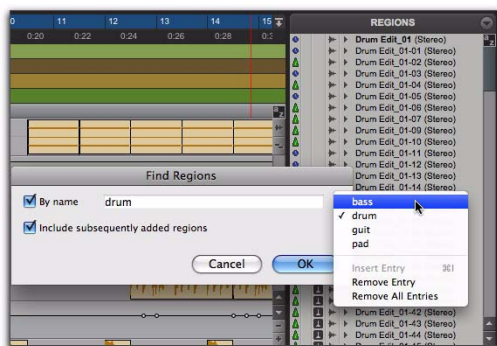 0 11 12 13 14 15
0:20 0:22 0:24 0:26 0:28 0:3
REGIONS
Drum Edit_01 (Stereo)
Drum Edit_01-01 (Stereo)
Drum Edit_01-02 (Stereo)
Drum Edit_01-03 (Stereo)
Drum Edit_01-04 (Stereo)
Drum Edit_01-05 (Stereo)
Drum Edit_01-06 (Stereo)
Drum Edit_01-07 (Stereo)
Drum Edit_01-09 (Stereo)
Drum Edit_01-10 (Stereo)
Drum Edit_01-11 (Stereo)
Drum Edit_01-12 (Stereo)
Drum Edit_01-13 (Stereo)
Drum Edit_01-14 (Stereo)
Find Regions
By name drum
Include subsequently added regions
Cancel OK
bass
✓ drum
guit
pad
Insert Entry ⌘I
Remove Entry
Remove All Entries
Drum Edit_01-42 (Stereo)
Drum Edit_01-43 (Stereo)
Drum Edit_01-44 (Stereo)